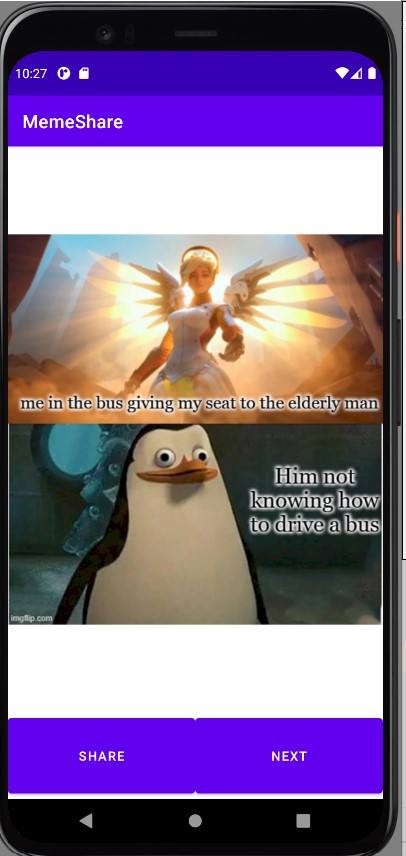 10:27
MemeShare
me in the bus giving my seat to the elderly man
Him not
knowing how
to drive a bus
imgflip.com
SHARE
NEXT